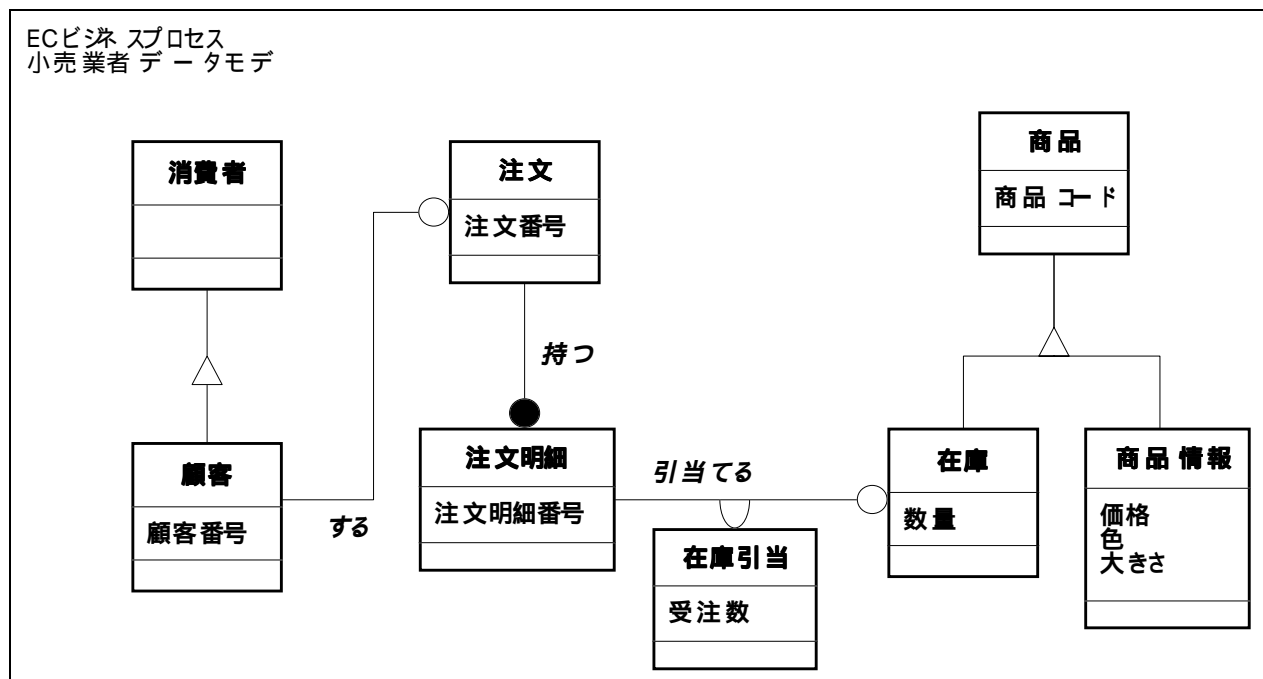 ECビジネスプロセス
小売業者 データモデ
消費者
注文
注文番号
商品
商品コード
持つ
顧客
顧客番号
する
注文明細
注文明細番号
引当てる
在庫引当
受注数
在庫
数量
商品情報
価格
色
大きさ